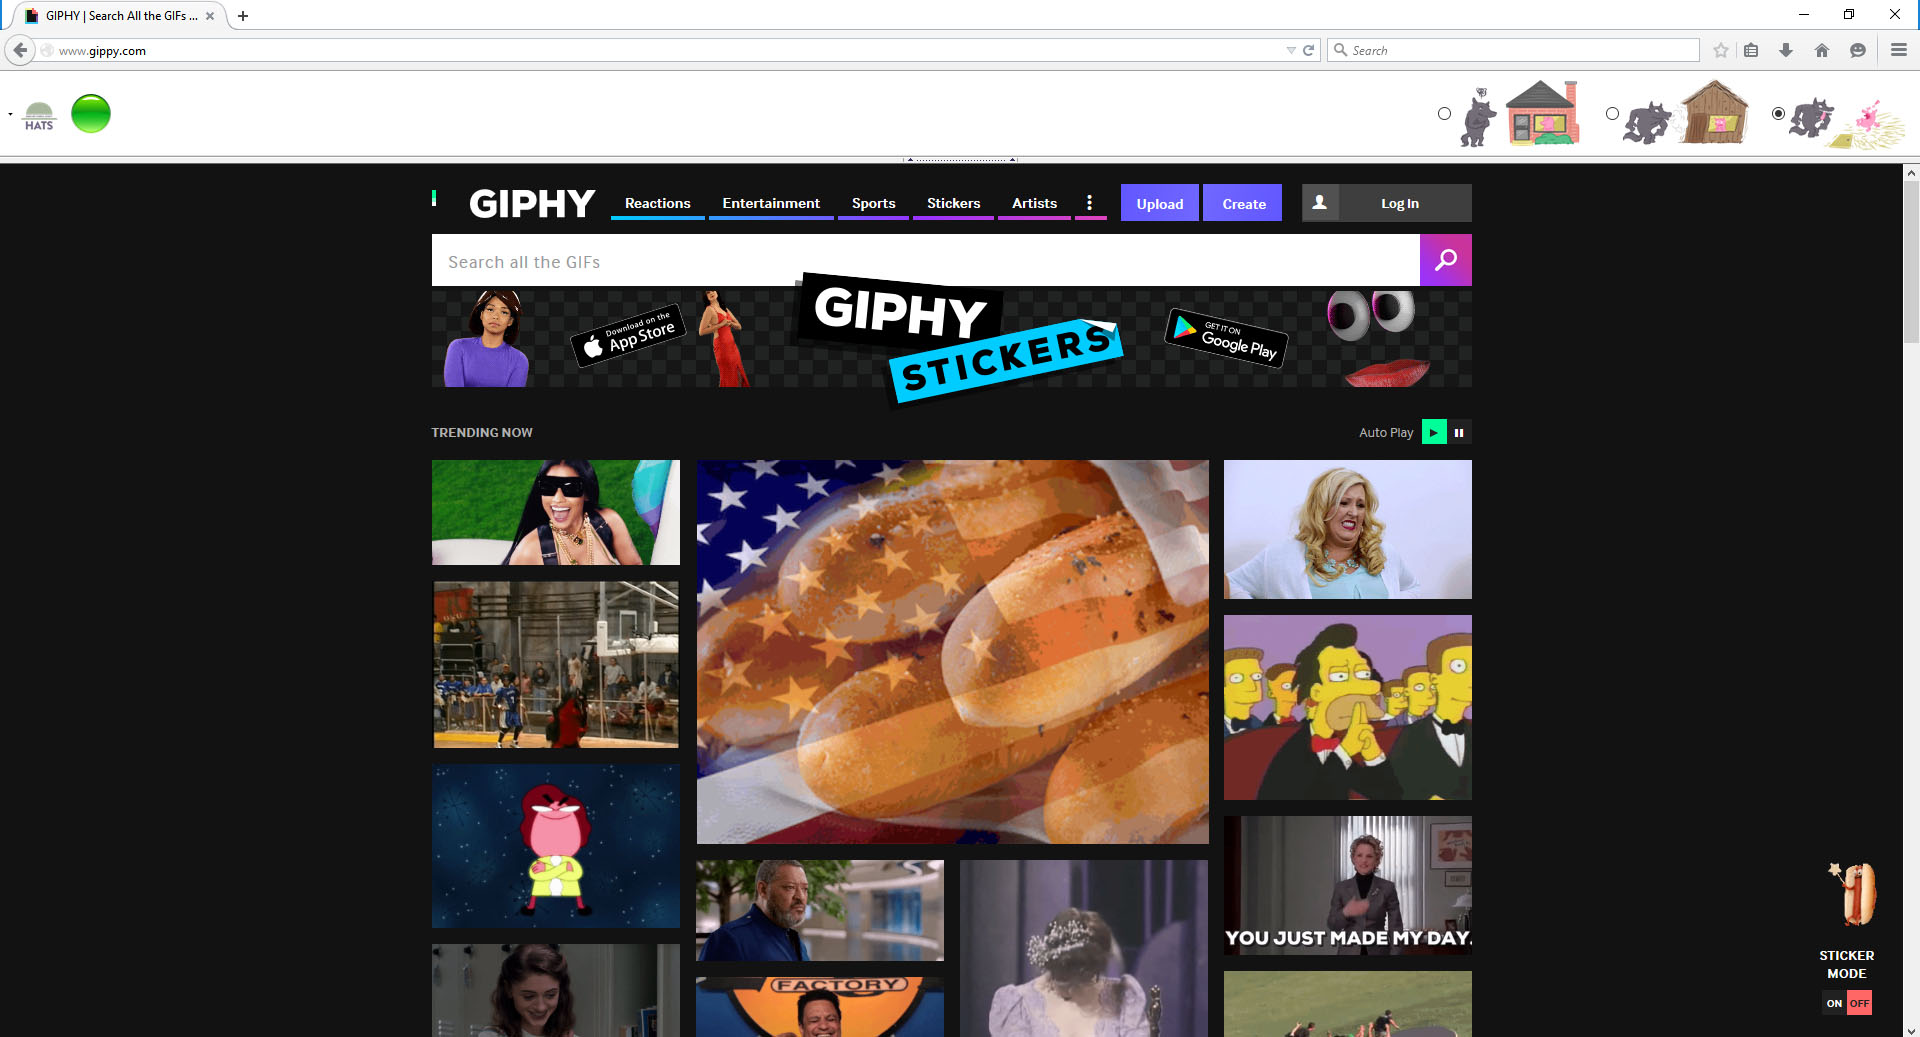 GIPHY | Search All the GIFs ...
www.gippy.com
Search
HATS
GIPHY
Reactions
Entertainment
Sports
Stickers
Artists
Upload
Create
Log In
Search all the GIFs
Download on the
App Store
GIPHY
STICKERS
GET IT ON
Google Play
TRENDING NOW
Auto Play
YOU JUST MADE MY DAY.
FACTORY
STICKER
MODE
ON OFF